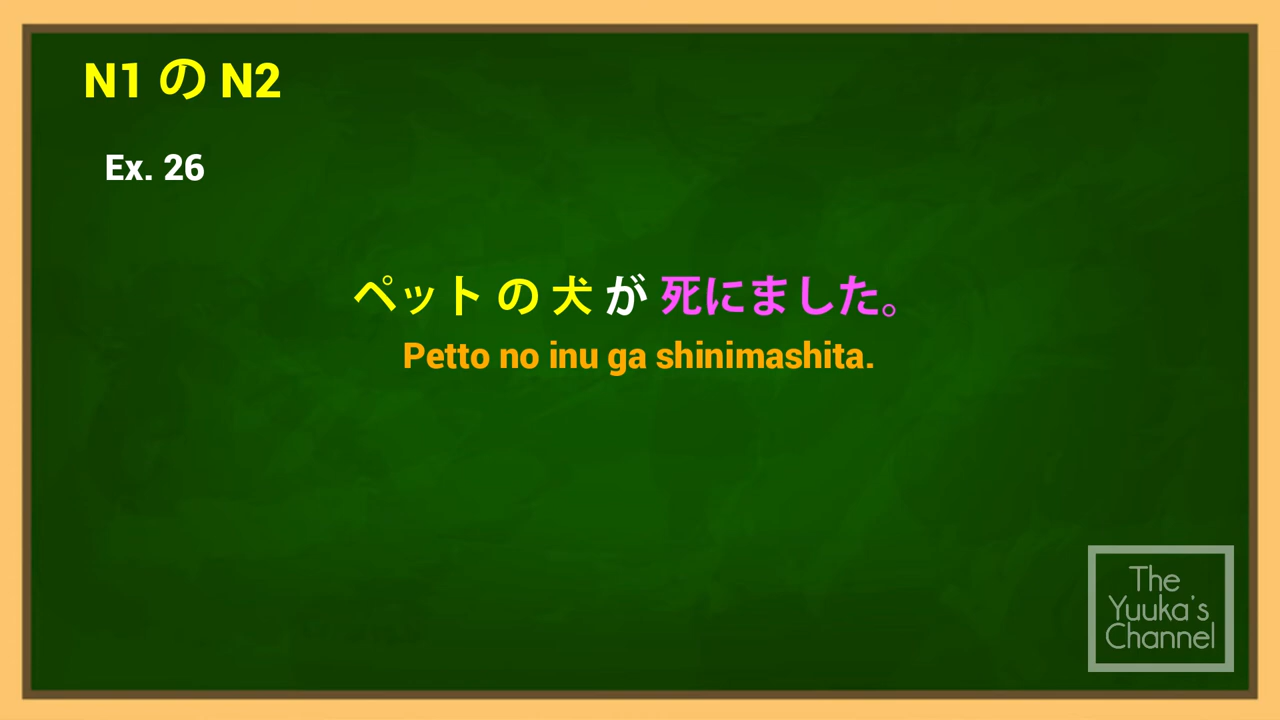 N1 の N2
Ex. 26
ペット の 犬 が 死にました。
Petto no inu ga shinimashita.
The
Yuuka's
Channel